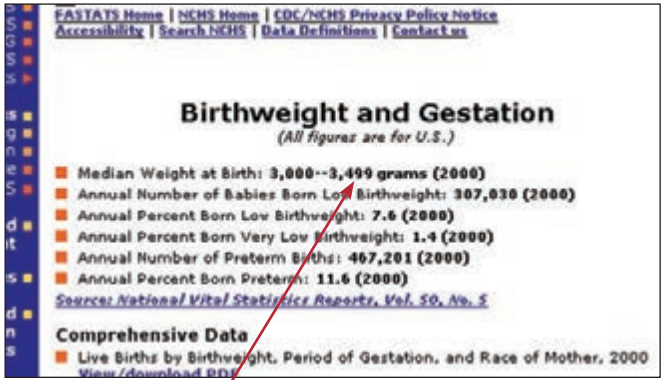 FASTATS Home | NCHS Home | CDC/NCHS Privacy Policy Notice
Accessibility | Search NCHS | Data Definitions | Contact us
Birthweight and Gestation
(All figures are for U.S.)
Median Weight at Birth: 3,000--3,499 grams (2000)
Annual Number of Babies Born Low Birthweight: 307,030 (2000)
Annual Percent Born Low Birthweight: 7.6 (2000)
Annual Percent Born Very Low Birthweight: 1.4 (2000)
Annual Number of Preterm Births: 467,201 (2000)
Annual Percent Born Preterm: 11.6 (2000)
Source: National Vital Statistics Reports, Vol. 50, No. 5
Comprehensive Data
Live Births by Birthweight, Period of Gestation, and Race of Mother, 2000
View/download PDF